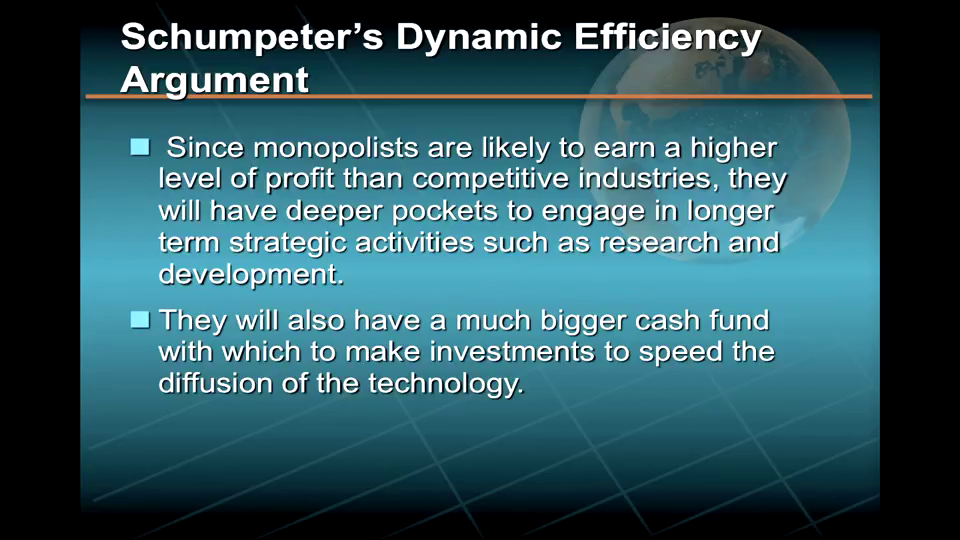 Schumpeter's Dynamic Efficiency
Argument
Since monopolists are likely to earn a higher
level of profit than competitive industries, they
will have deeper pockets to engage in longer
term strategic activities such as research and
development.
They will also have a much bigger cash fund
with which to make investments to speed the
diffusion of the technology.